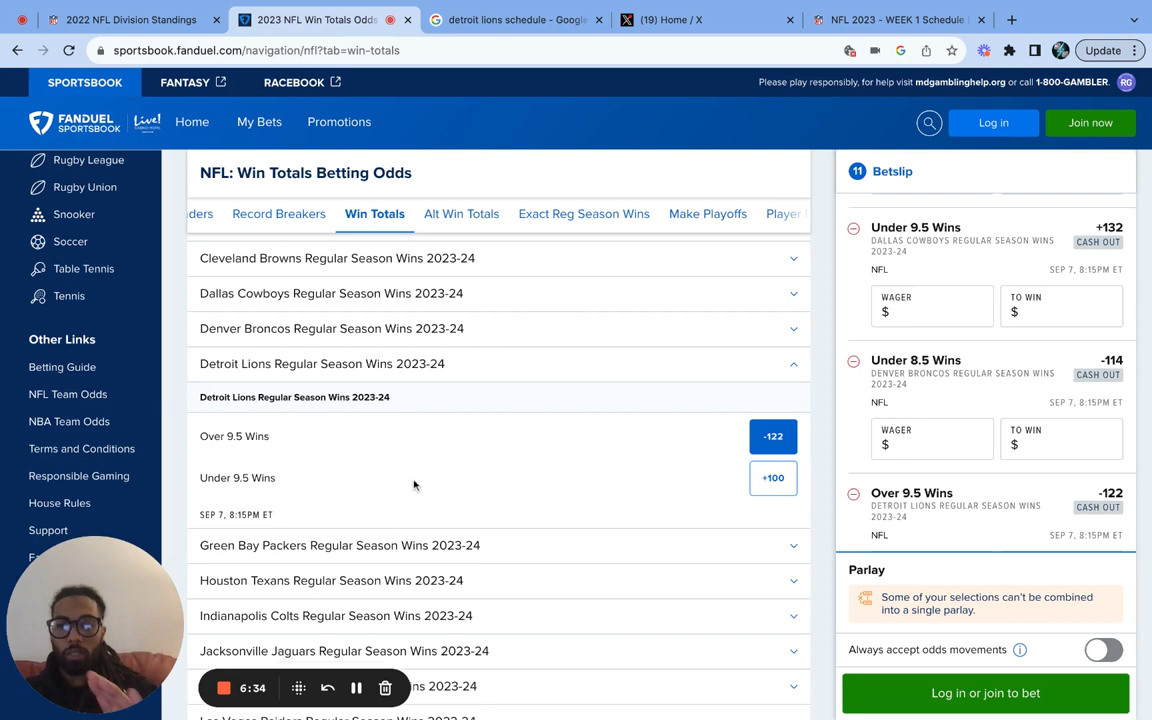 2022 NFL Division Standings
2023 NFL Win Totals Odds
detroit lions schedule - Google
(19) Home / X
NFL 2023 - WEEK 1 Schedule
sportsbook.fanduel.com/navigation/nfl?tab=win-totals
Update
SPORTSBOOK
FANTASY
RACEBOOK
Please play responsibly, for help visit mdgamblinghelp.org or call 1-800-GAMBLER.
RG
FANDUEL
SPORTSBOOK
Live!
Home
My Bets
Promotions
Log in
Join now
Rugby League
Rugby Union
Snooker
Soccer
Table Tennis
Tennis
Other Links
Betting Guide
NFL Team Odds
NBA Team Odds
Terms and Conditions
Responsible Gaming
House Rules
Support
NFL: Win Totals Betting Odds
ders
Record Breakers
Win Totals
Alt Win Totals
Exact Reg Season Wins
Make Playoffs
Player
Cleveland Browns Regular Season Wins 2023-24
Dallas Cowboys Regular Season Wins 2023-24
Denver Broncos Regular Season Wins 2023-24
Detroit Lions Regular Season Wins 2023-24
Detroit Lions Regular Season Wins 2023-24
Over 9.5 Wins
-122
Under 9.5 Wins
+100
SEP 7, 8:15PM ET
Green Bay Packers Regular Season Wins 2023-24
Houston Texans Regular Season Wins 2023-24
Indianapolis Colts Regular Season Wins 2023-24
Jacksonville Jaguars Regular Season Wins 2023-24
ns 2023-24
6:34
11 Betslip
Under 9.5 Wins
+132
DALLAS COWBOYS REGULAR SEASON WINS
2023-24
CASH OUT
NFL
SEP 7, 8:15PM ET
WAGER
$
TO WIN
$
Under 8.5 Wins
-114
DENVER BRONCOS REGULAR SEASON WINS
2023-24
CASH OUT
NFL
SEP 7, 8:15PM ET
WAGER
$
TO WIN
$
Over 9.5 Wins
-122
DETROIT LIONS REGULAR SEASON WINS
2023-24
CASH OUT
NFL
SEP 7, 8:15PM ET
Parlay
Some of your selections can't be combined
into a single parlay.
Always accept odds movements
Log in or join to bet